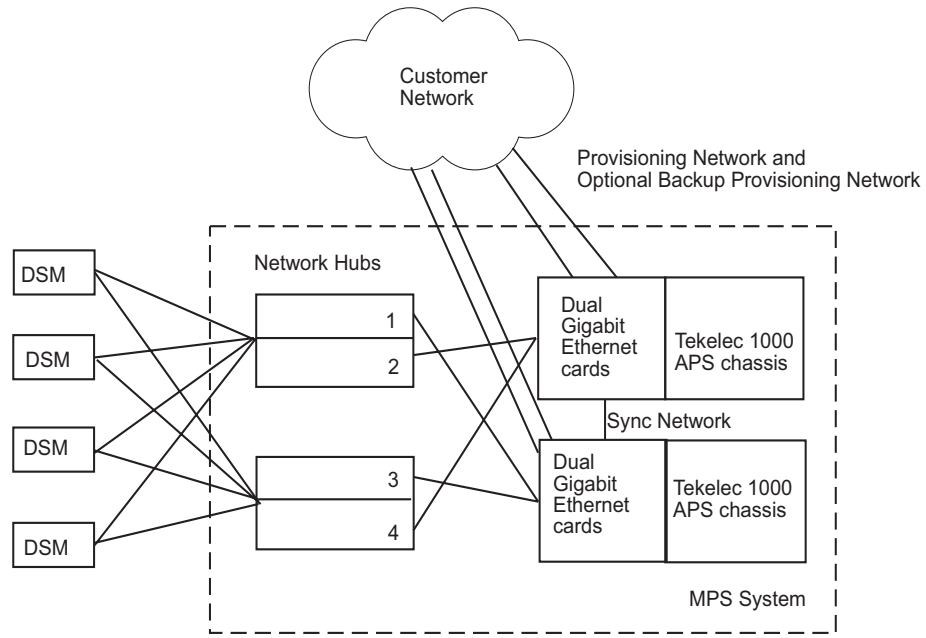 Customer
Network
Provisioning Network and
Optional Backup Provisioning Network
DSM
DSM
DSM
DSM
Network Hubs
1
2
3
4
Dual
Gigabit
Ethernet
cards
Tekelec 1000
APS chassis
Sync Network
Dual
Gigabit
Ethernet
cards
Tekelec 1000
APS chassis
MPS System